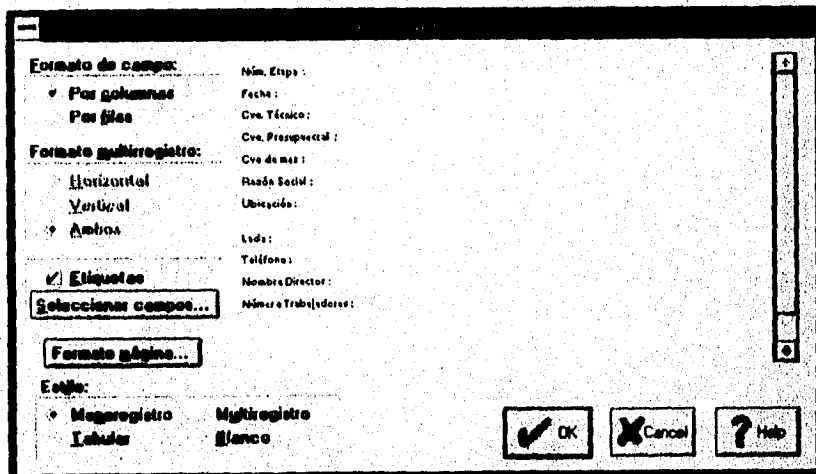 Formato de campo:
Por columnas
Por filas
Formato multirregistro:
Horizontal
Vertical
Ambos
Etiquetas
Seleccionar campos...
Formato página...
Estilo:
Monoregistro Multiregistro
Tabular Blanco
Núm. Etapa :
Fecha :
Cve. Técnico :
Cve. Presupuestal :
Cve de mes :
Razón Social :
Ubicación :
Lada :
Teléfono :
Nombre Director :
Número Trabajadores :
OK Cancel Help